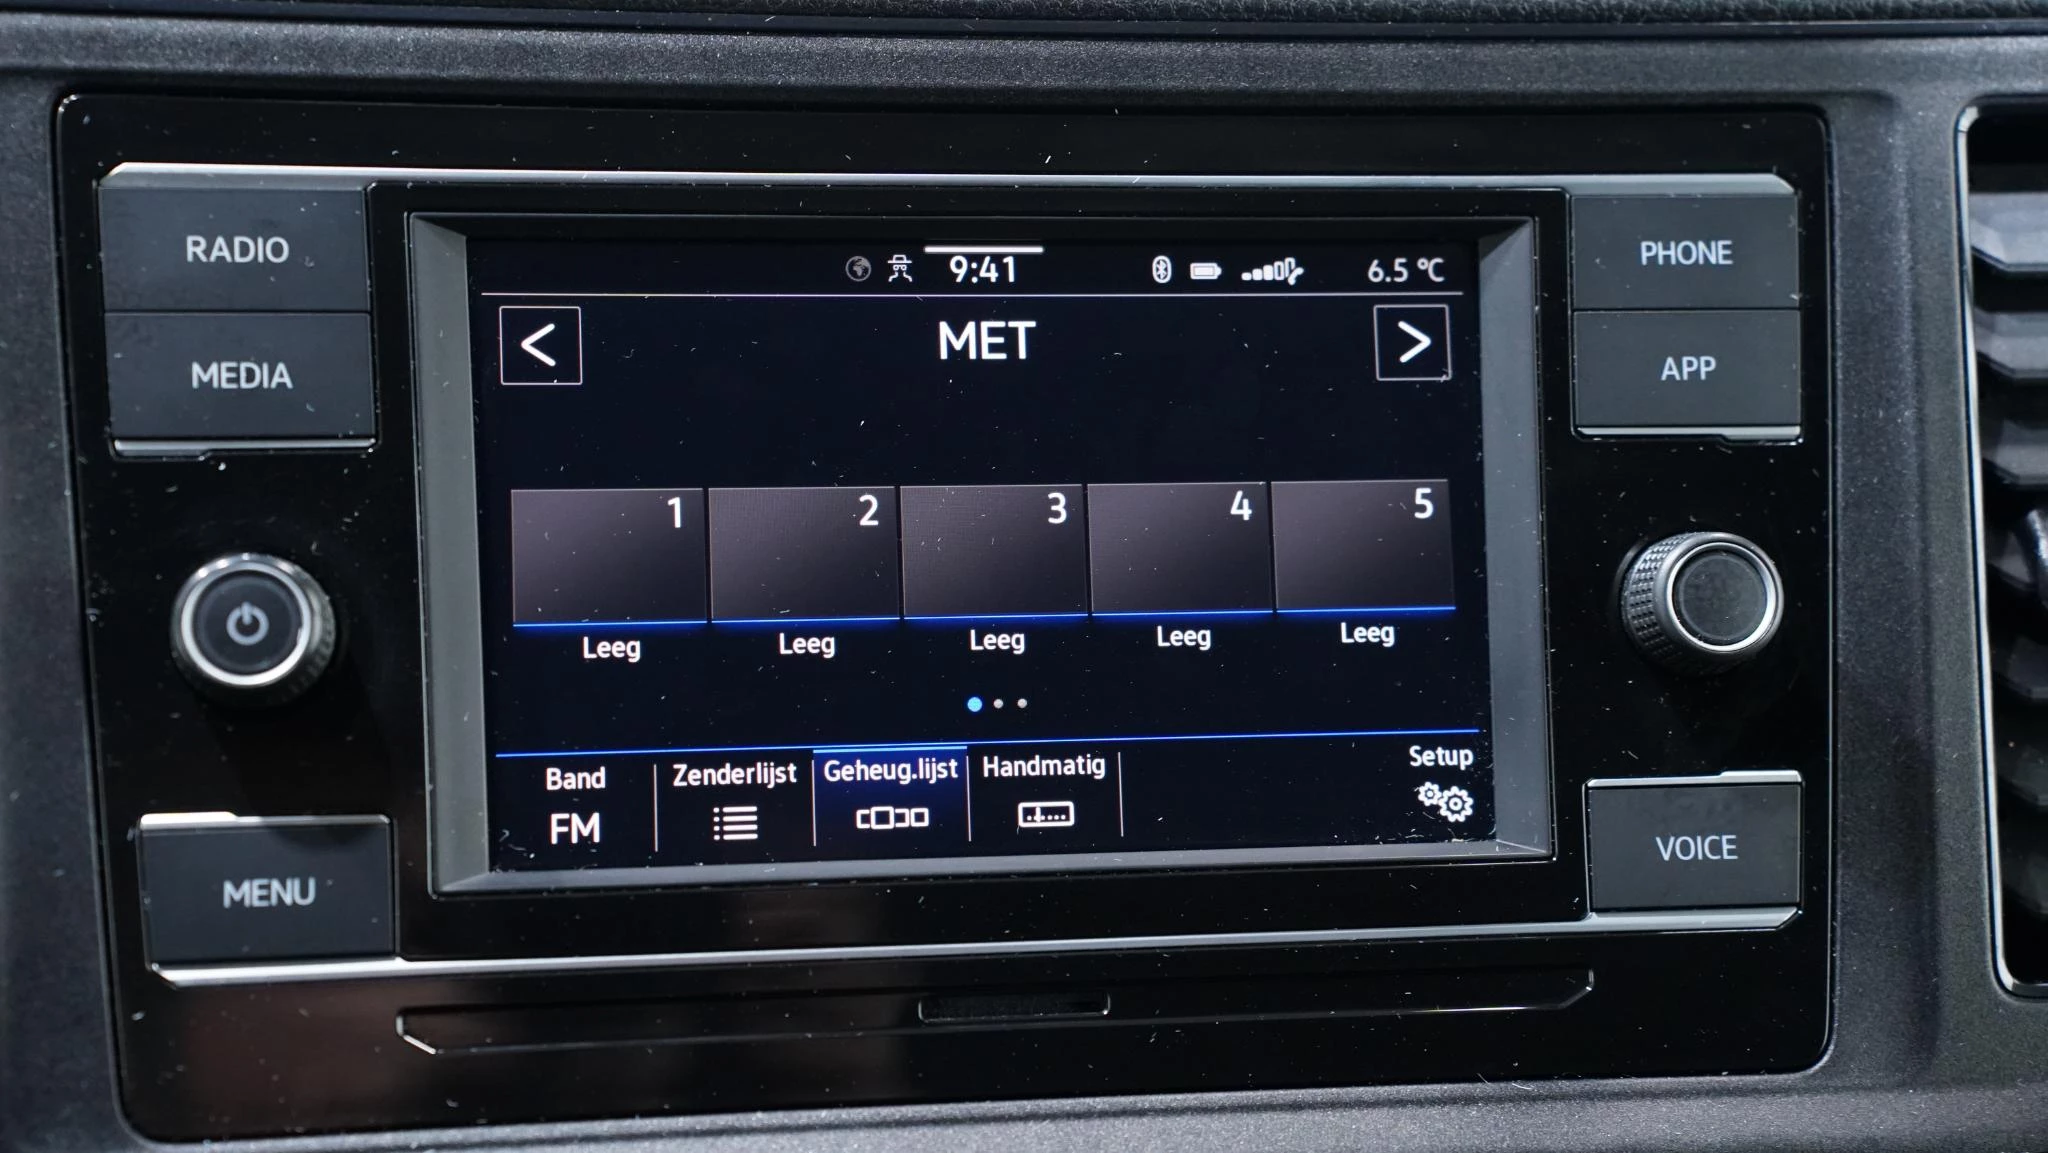 RADIO
MEDIA
MENU
9:41
6.5 °C
<
MET
>
1
2
3
4
5
Leeg
Leeg
Leeg
Leeg
Leeg
Band
FM
Zenderlijst
Geheug.lijst
Handmatig
Setup
PHONE
APP
VOICE